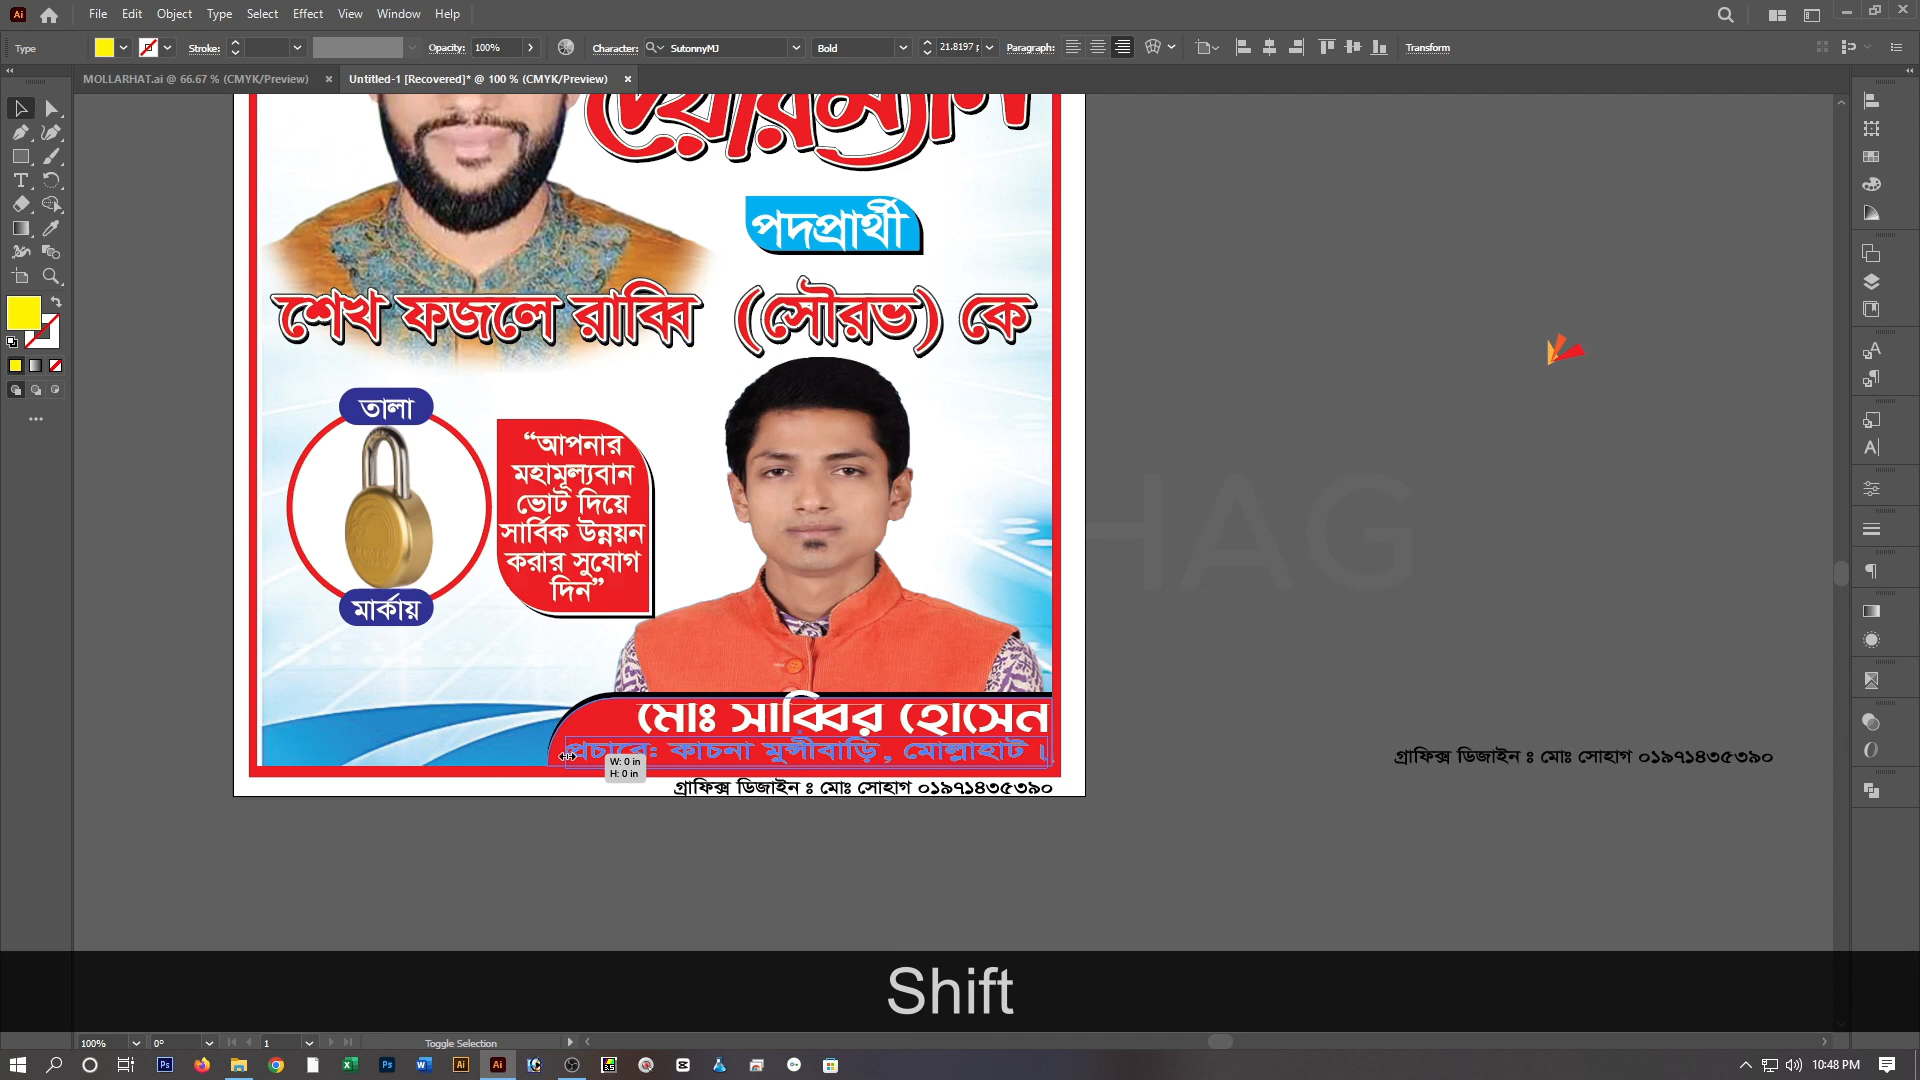 File Edit Object Type Select Effect View Window Help
Type Stroke: Opacity: 100% Character: SutonnyMJ Bold 21.8197 p Paragraph: Transform
MOLLARHAT.ai @ 66.67 % (CMYK/Preview) × Untitled-1 [Recovered]* @ 100 % (CMYK/Preview) ×
চেয়ারম্যান
পদপ্রার্থী
শেখ ফজলে রাব্বি (সৌরভ) কে
তালা
“আপনার
মহামূল্যবান
ভোট দিয়ে
সার্বিক উন্নয়ন
করার সুযোগ
দিন”
মার্কায়
HAG
মোঃ সাব্বির হোসেন
প্রচারেঃ কাচনা মুন্সীবাড়ি, মোল্লাহাট।
W: 0 in
H: 0 in
গ্রাফিক্স ডিজাইন ঃ মোঃ সোহাগ ০১৯৭১৪৩৫৩৯০
গ্রাফিক্স ডিজাইন ঃ মোঃ সোহাগ ০১৯৭১৪৩৫৩৯০
Shift
100% 0° 1 Toggle Selection
10:48 PM